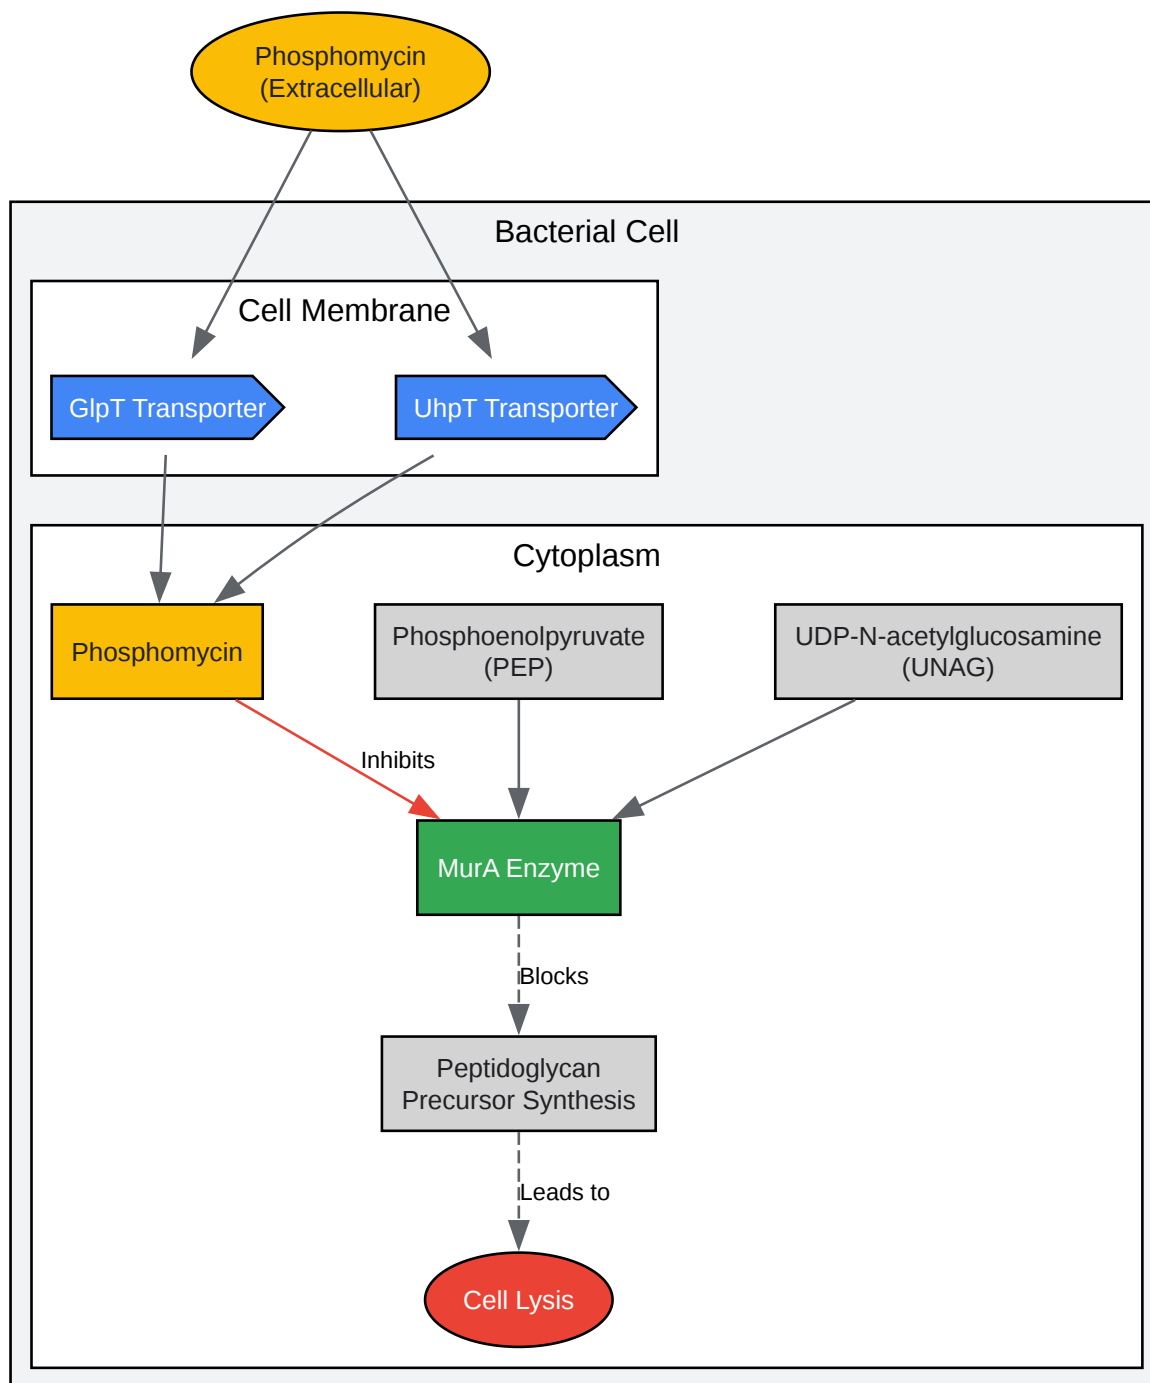 Phosphomycin
(Extracellular)
Bacterial Cell
Cell Membrane
GlpT Transporter
UhpT Transporter
Cytoplasm
Phosphomycin
Phosphoenolpyruvate
(PEP)
UDP-N-acetylglucosamine
(UNAG)
Inhibits
MurA Enzyme
Blocks
Peptidoglycan
Precursor Synthesis
Leads to
Cell Lysis